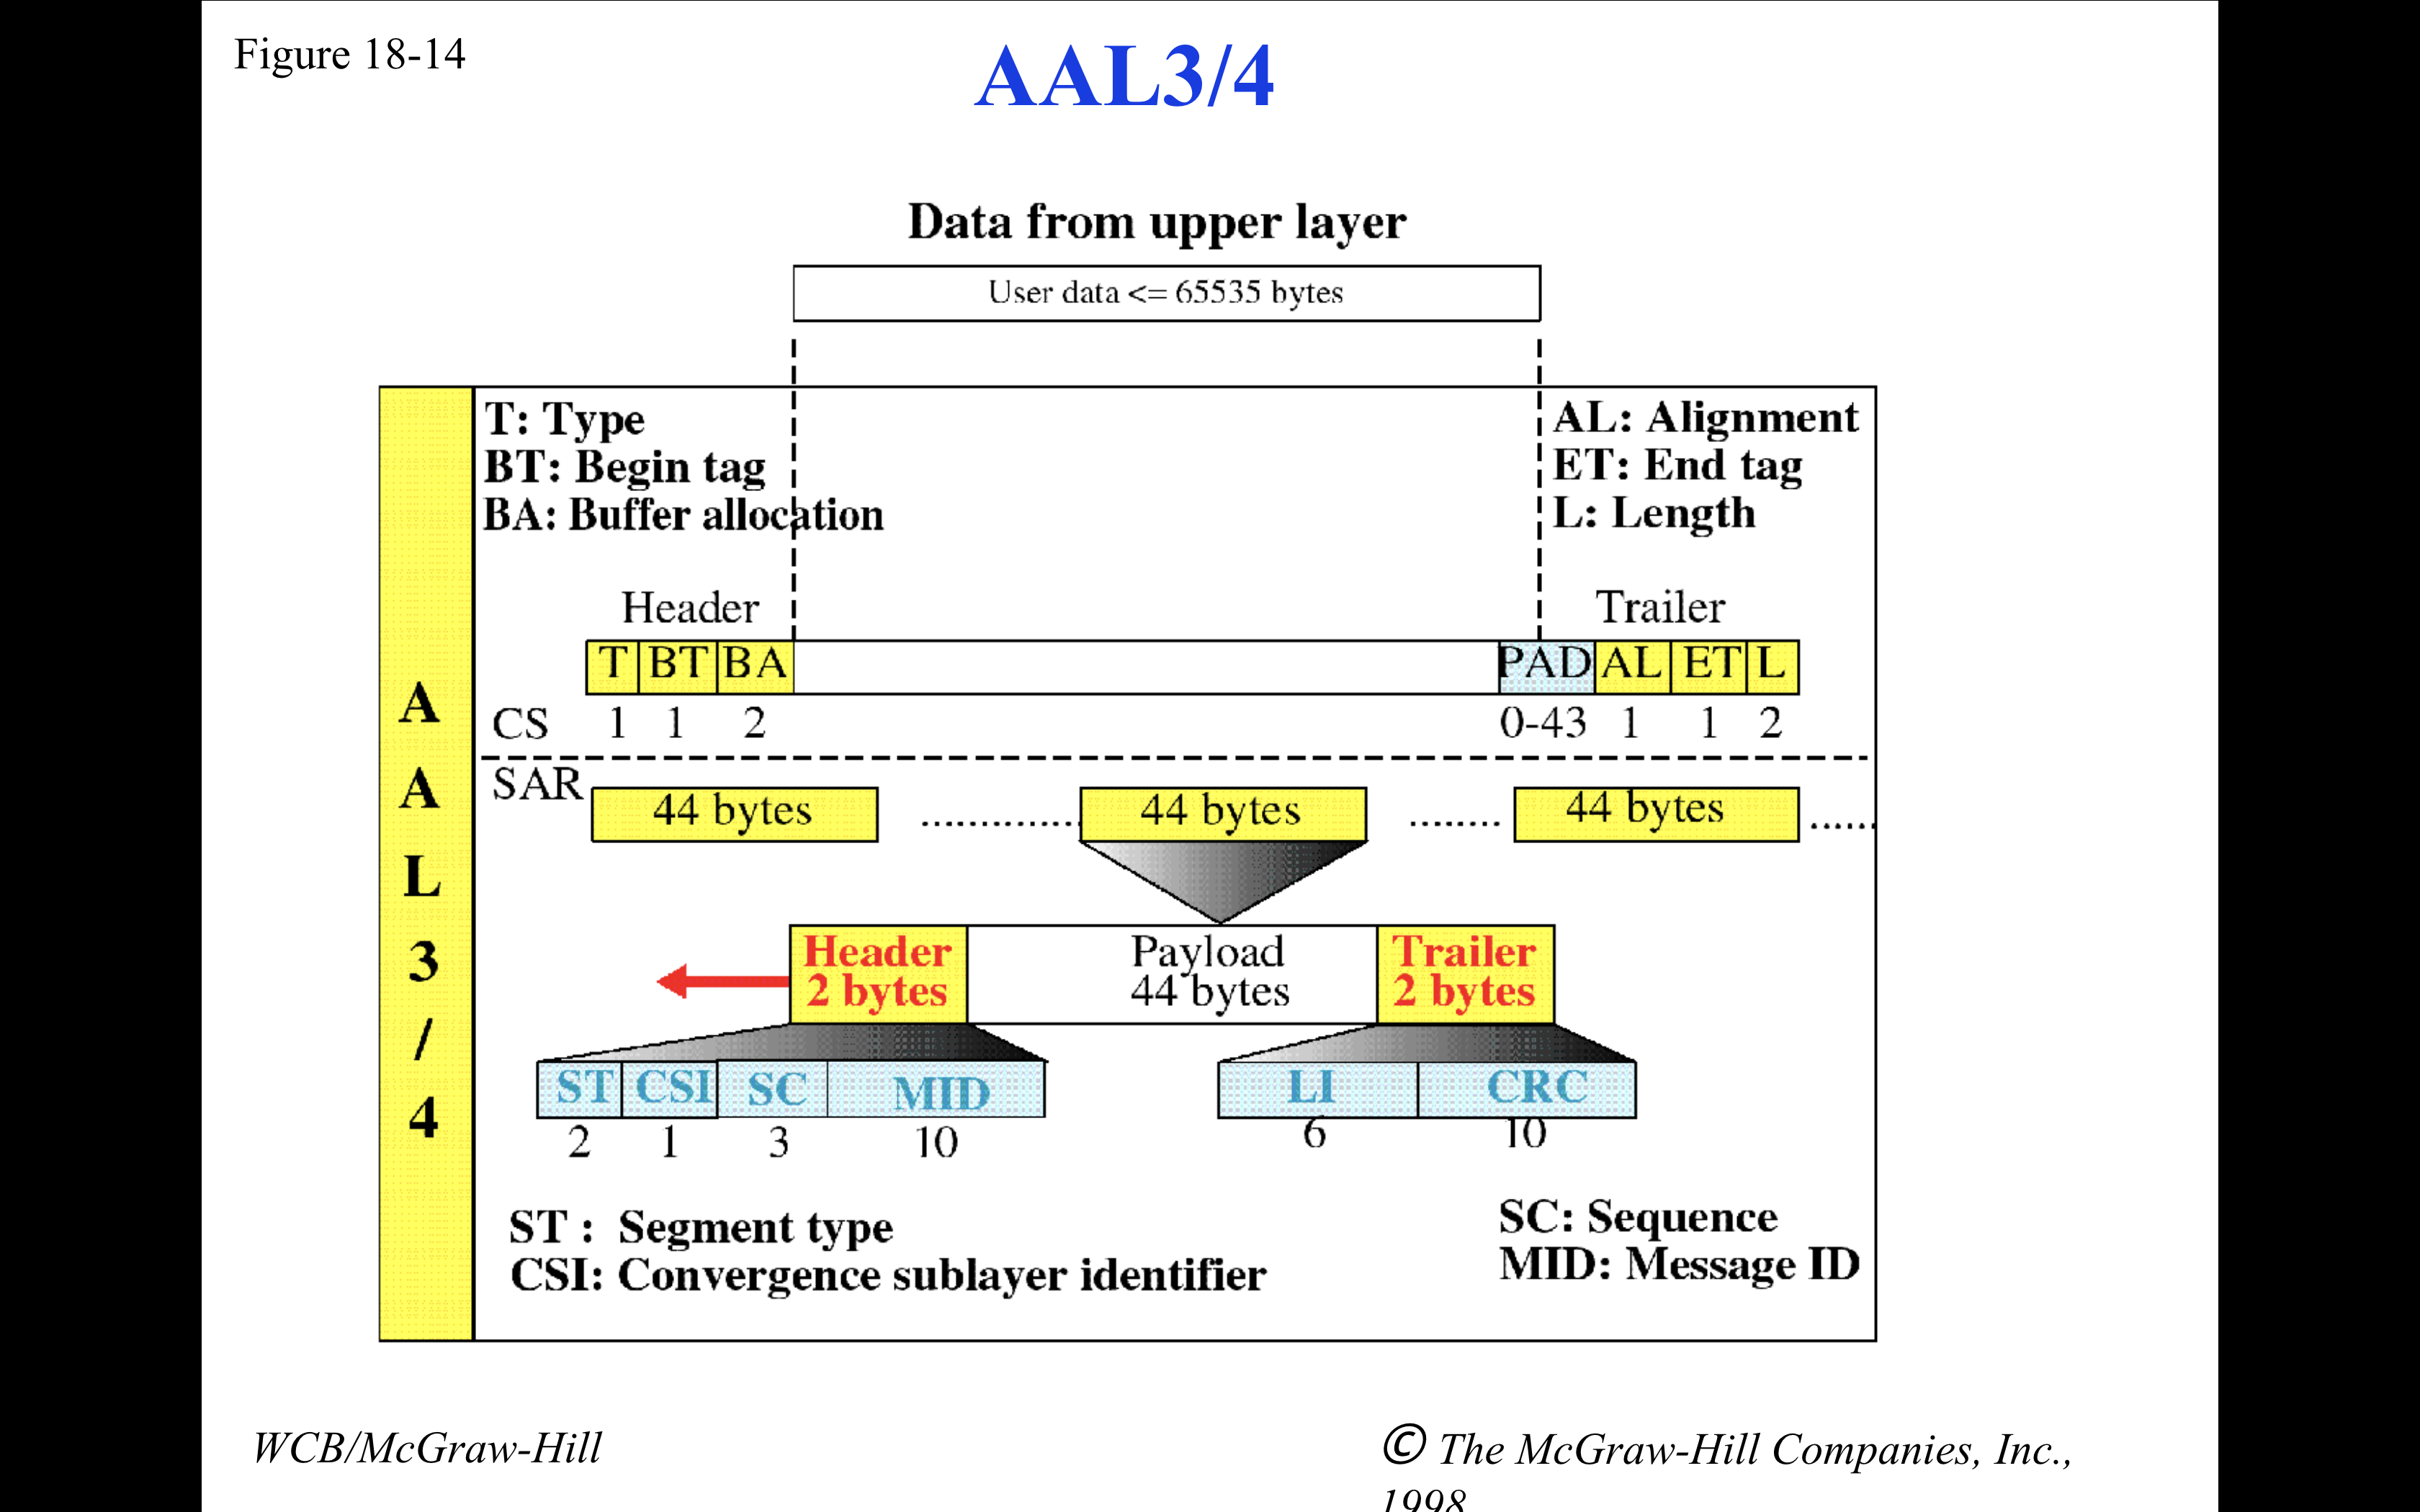 Figure 18-14
AAL3/4
Data from upper layer
User data <= 65535 bytes
T: Type
BT: Begin tag
BA: Buffer allocation
AL: Alignment
ET: End tag
L: Length
Header
Trailer
T BT BA PAD AL ET L
CS 1 1 2 0-43 1 1 2
SAR
44 bytes ............. 44 bytes ........ 44 bytes ......
Header
2 bytes
Payload
44 bytes
Trailer
2 bytes
ST CSI SC MID LI CRC
2 1 3 10 6 10
ST : Segment type
CSI: Convergence sublayer identifier
SC: Sequence
MID: Message ID
A
A
L
3
/
4
WCB/McGraw-Hill
© The McGraw-Hill Companies, Inc.,
1998